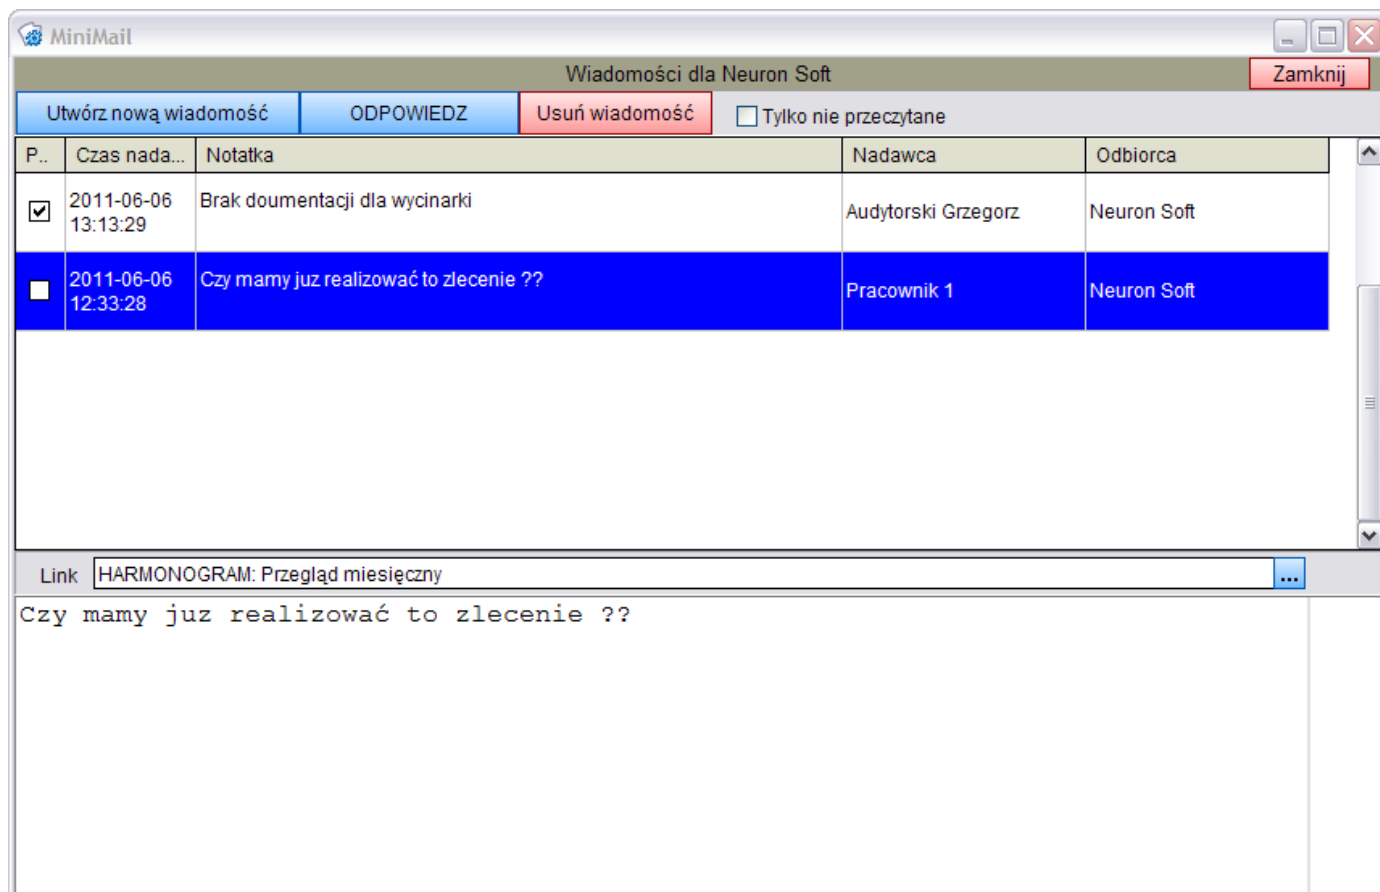 MiniMail
Wiadomości dla Neuron Soft
Zamknij
Utwórz nową wiadomość
ODPOWIEDZ
Usuń wiadomość
Tylko nie przeczytane
P.. Czas nada... Notatka Nadawca Odbiorca
2011-06-06 13:13:29 Brak doumentacji dla wycinarki Audytorski Grzegorz Neuron Soft
2011-06-06 12:33:28 Czy mamy juz realizować to zlecenie ?? Pracownik 1 Neuron Soft
Link HARMONOGRAM: Przegląd miesięczny ...
Czy mamy juz realizować to zlecenie ??